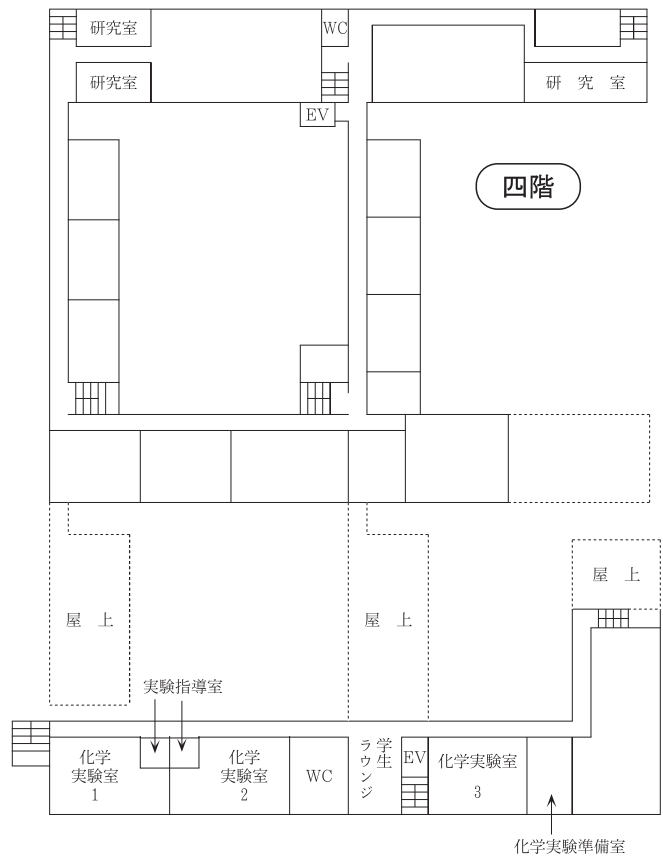 研究室
WC
研究室
研 究 室
EV
四階
屋 上
屋 上
屋 上
実験指導室
化学
実験室
1
化学
実験室
2
WC
学生
ラウンジ
EV
化学実験室
3
化学実験準備室